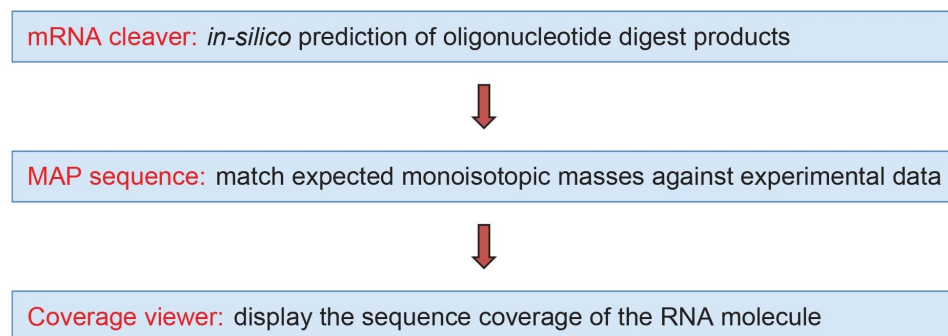 mRNA cleaver: in-silico prediction of oligonucleotide digest products
MAP sequence: match expected monoisotopic masses against experimental data
Coverage viewer: display the sequence coverage of the RNA molecule